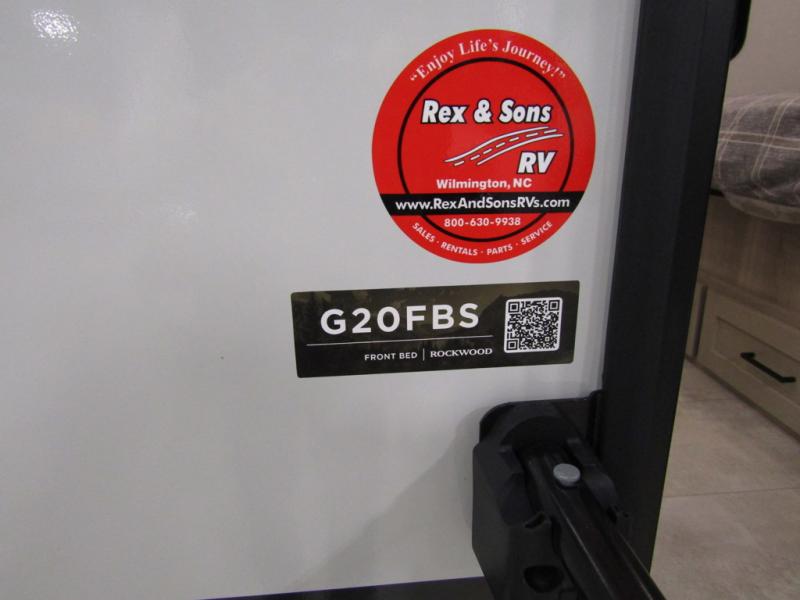 “Enjoy Life's Journey!”
Rex & Sons
RV
Wilmington, NC
www.RexAndSonsRVs.com
800-630-9938
SALES · RENTALS · PARTS · SERVICE
G20FBS
FRONT BED | ROCKWOOD